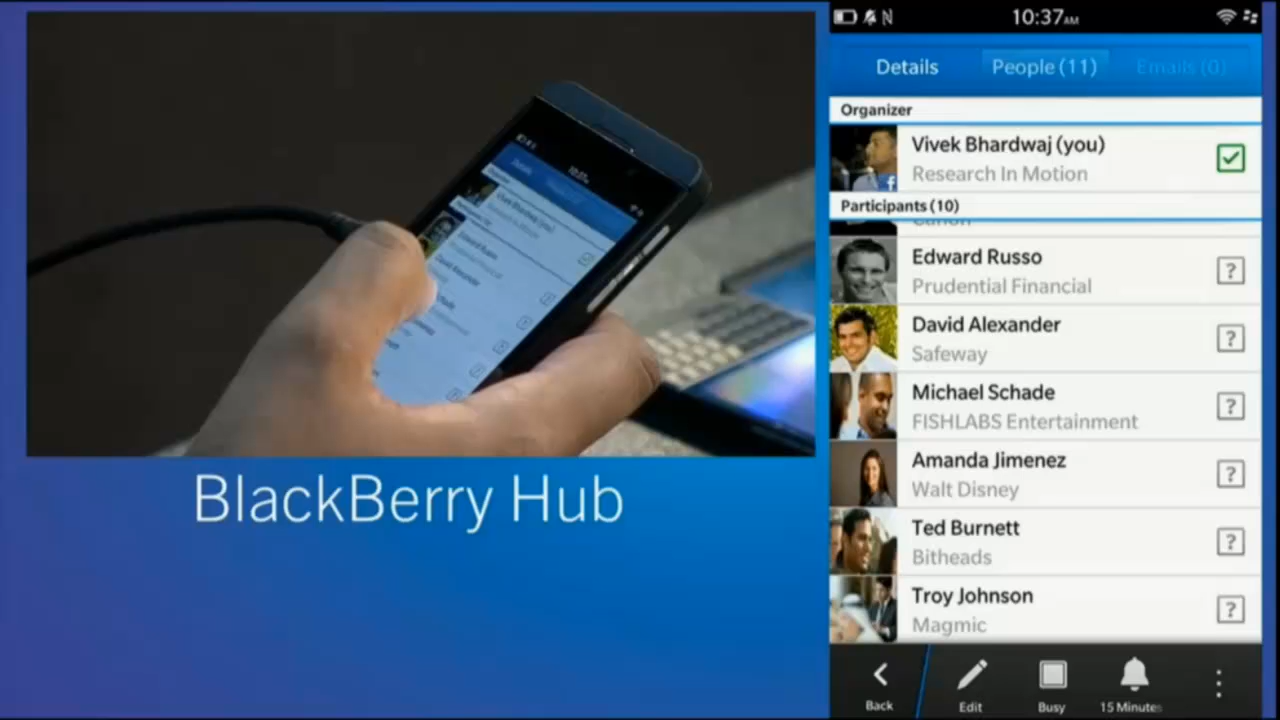 BlackBerry Hub
10:37AM
Details
People (11)
Emails (0)
Organizer
Vivek Bhardwaj (you)
Research In Motion
Participants (10)
Canon
Edward Russo
Prudential Financial
David Alexander
Safeway
Michael Schade
FISHLABS Entertainment
Amanda Jimenez
Walt Disney
Ted Burnett
Bitheads
Troy Johnson
Magmic
Back
Edit
Busy
15 Minutes